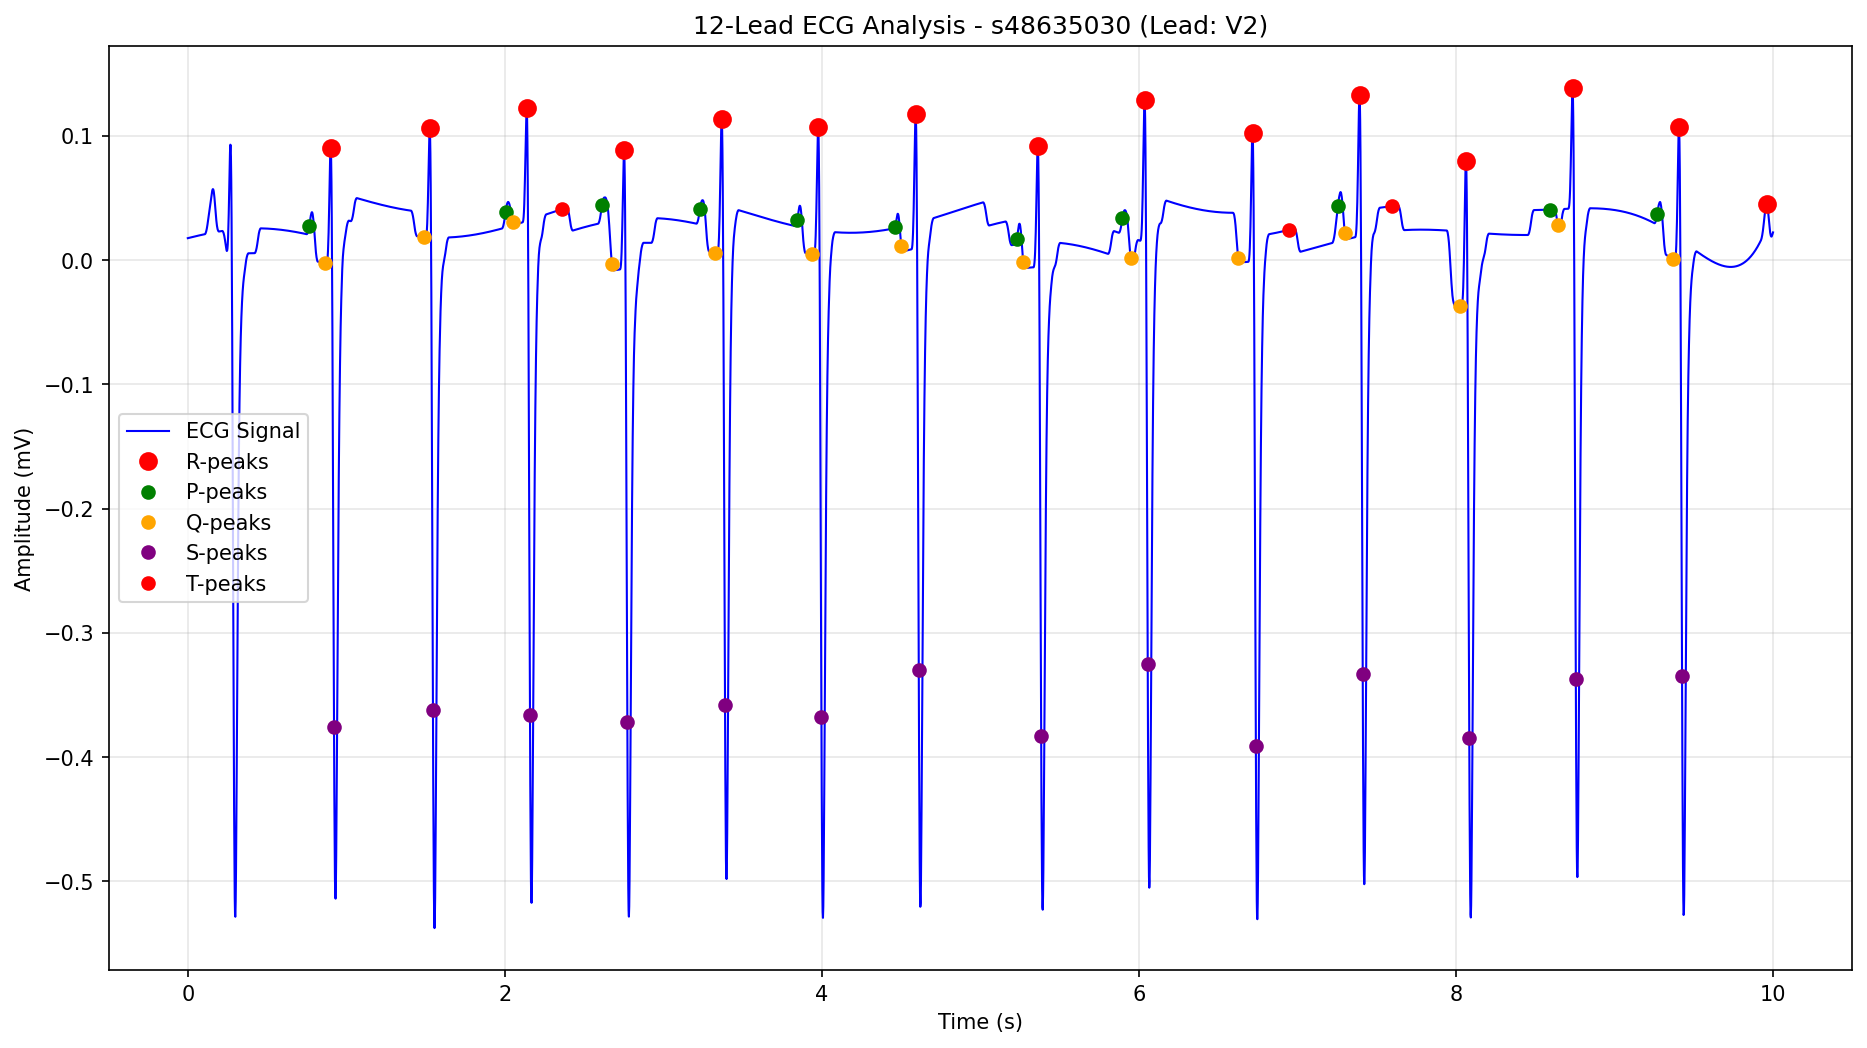 12-Lead ECG Analysis - s48635030 (Lead: V2)
Amplitude (mV)
0.1
0.0
−0.1
−0.2
−0.3
−0.4
−0.5
ECG Signal
R-peaks
P-peaks
Q-peaks
S-peaks
T-peaks
0 2 4 6 8 10
Time (s)